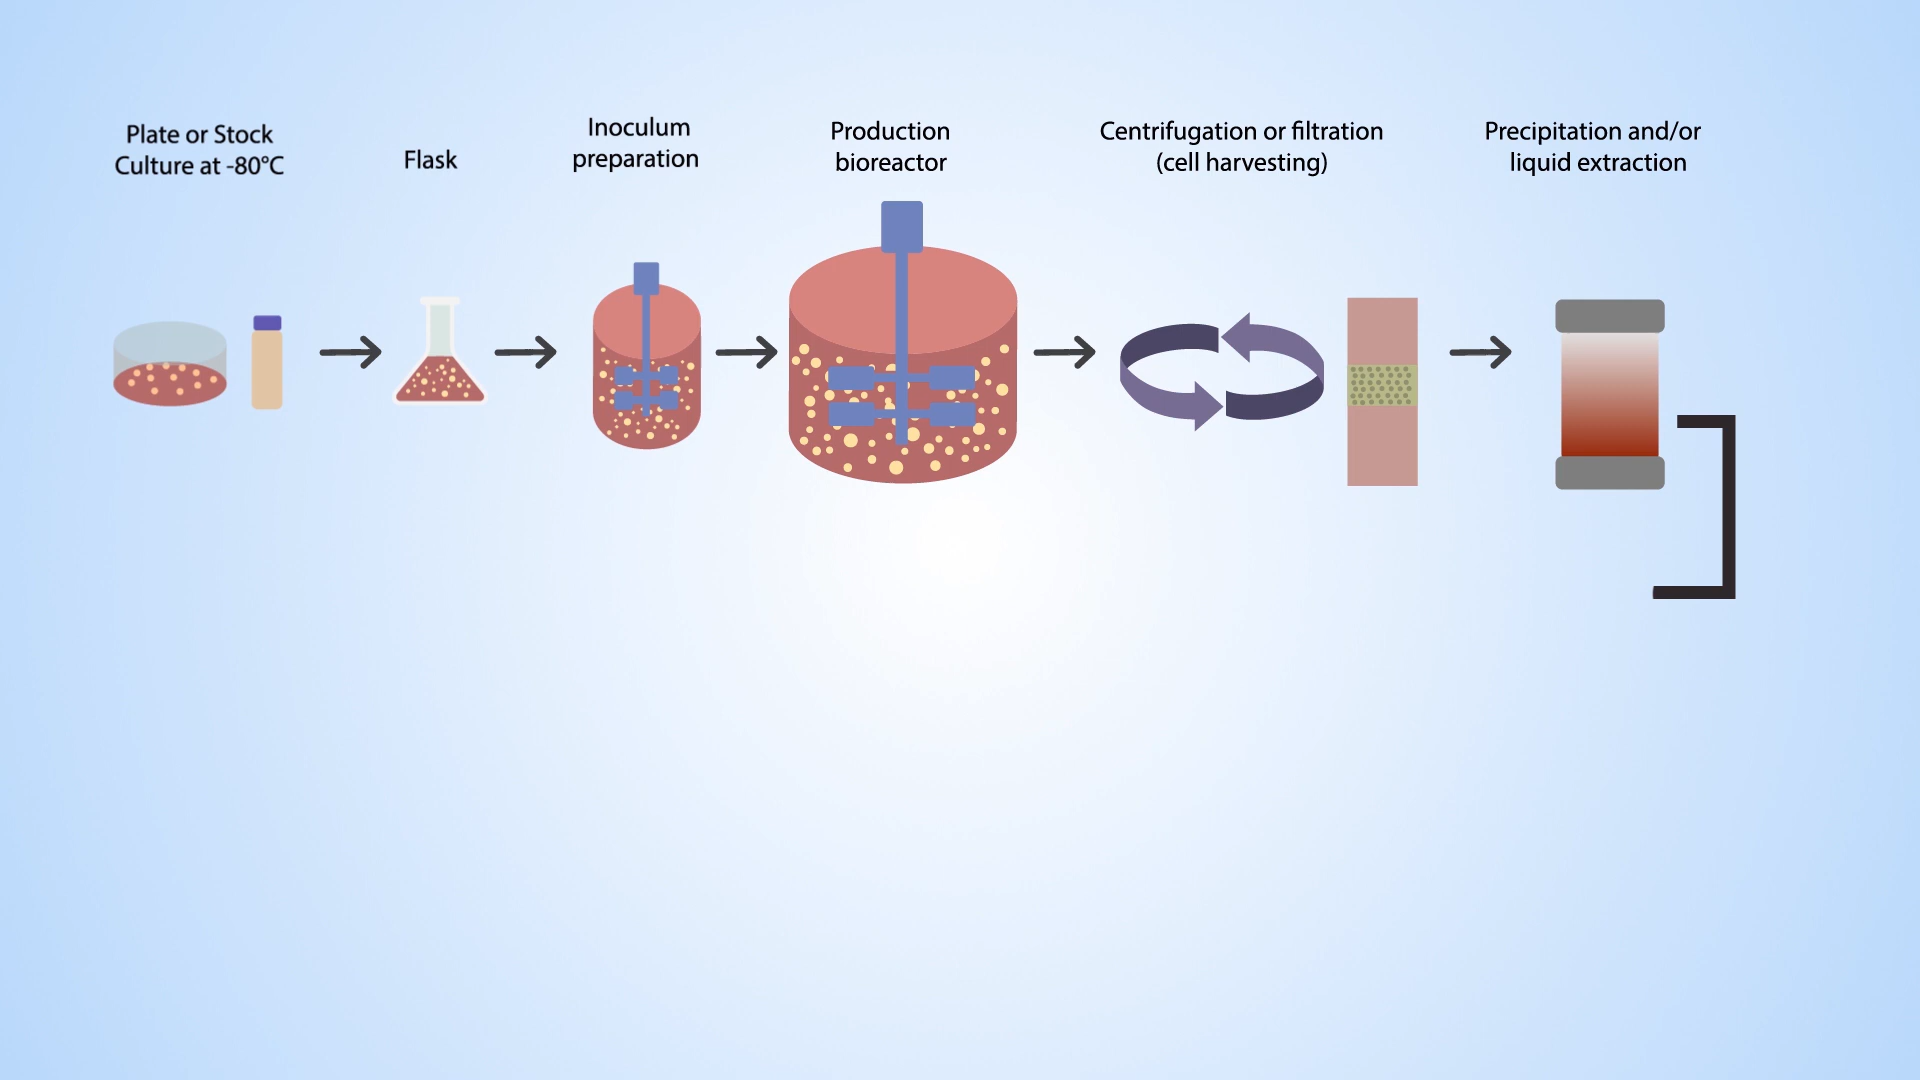 Plate or Stock
Culture at -80°C
Flask
Inoculum
preparation
Production
bioreactor
Centrifugation or filtration
(cell harvesting)
Precipitation and/or
liquid extraction